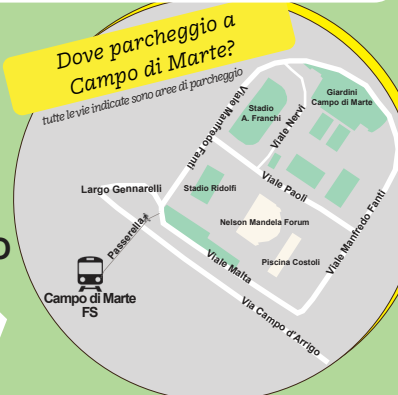 Dove parcheggio a
Campo di Marte?
tutte le vie indicate sono aree di parcheggio
Giardini
Campo di Marte
Stadio
A. Franchi
Viale Nervi
Viale Manfredo Fanti
Largo Gennarelli
Stadio Ridolfi
Viale Paoli
Nelson Mandela Forum
Passerella
Viale Manfredo Fanti
Viale Malta
Piscina Costoli
O
Campo di Marte
FS
Via Campo d'Arrigo